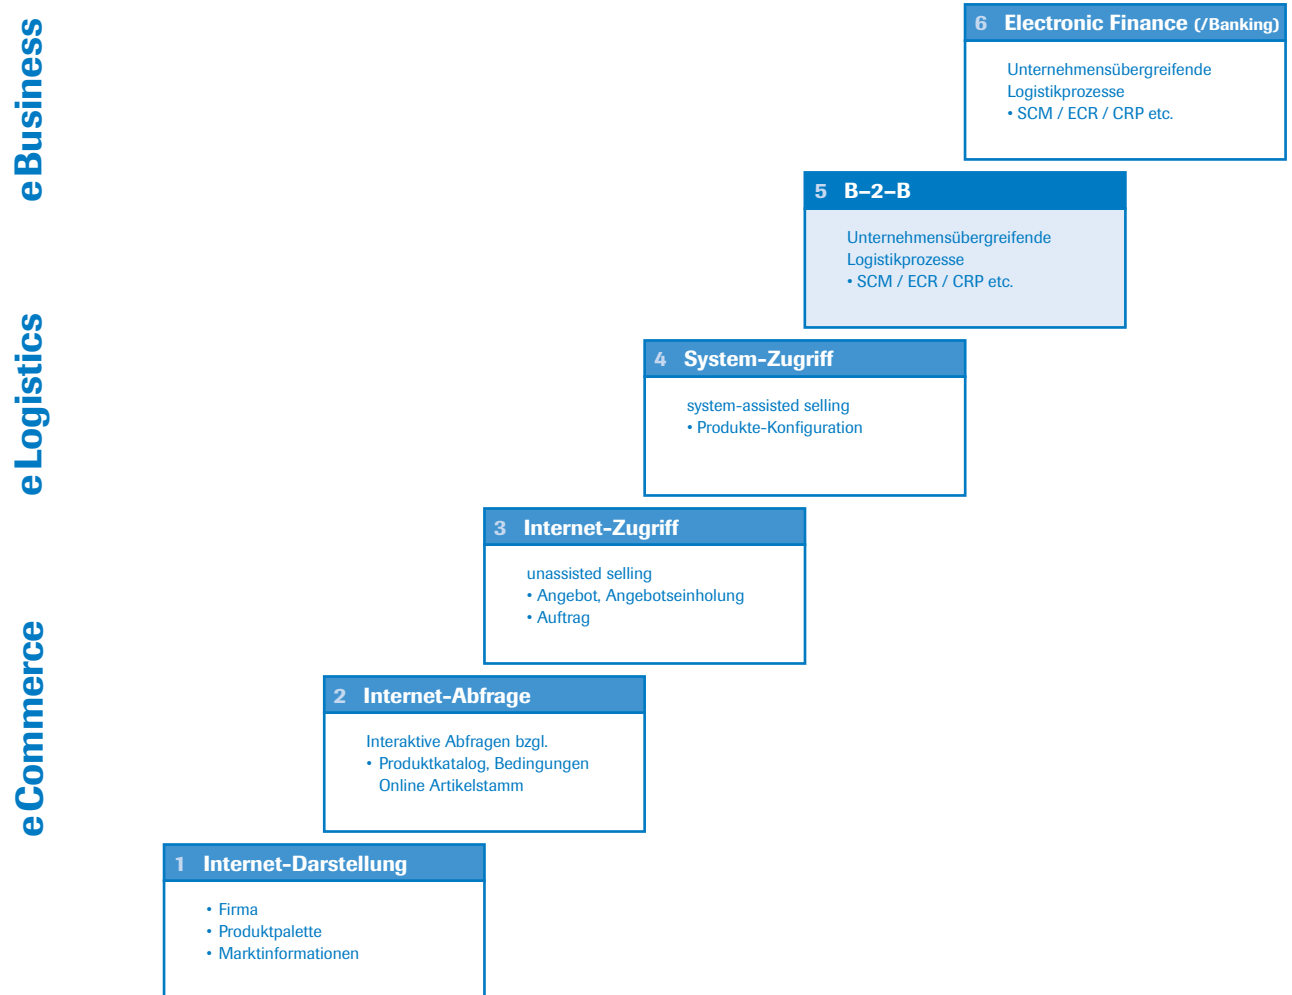 eBusiness
6 Electronic Finance (/Banking)
Unternehmensübergreifende
Logistikprozesse
• SCM / ECR / CRP etc.
5 B–2–B
Unternehmensübergreifende
Logistikprozesse
• SCM / ECR / CRP etc.
eLogistics
4 System-Zugriff
system-assisted selling
• Produkte-Konfiguration
3 Internet-Zugriff
unassisted selling
• Angebot, Angebotseinholung
• Auftrag
eCommerce
2 Internet-Abfrage
Interaktive Abfragen bzgl.
• Produktkatalog, Bedingungen
Online Artikelstamm
1 Internet-Darstellung
• Firma
• Produktpalette
• Marktinformationen